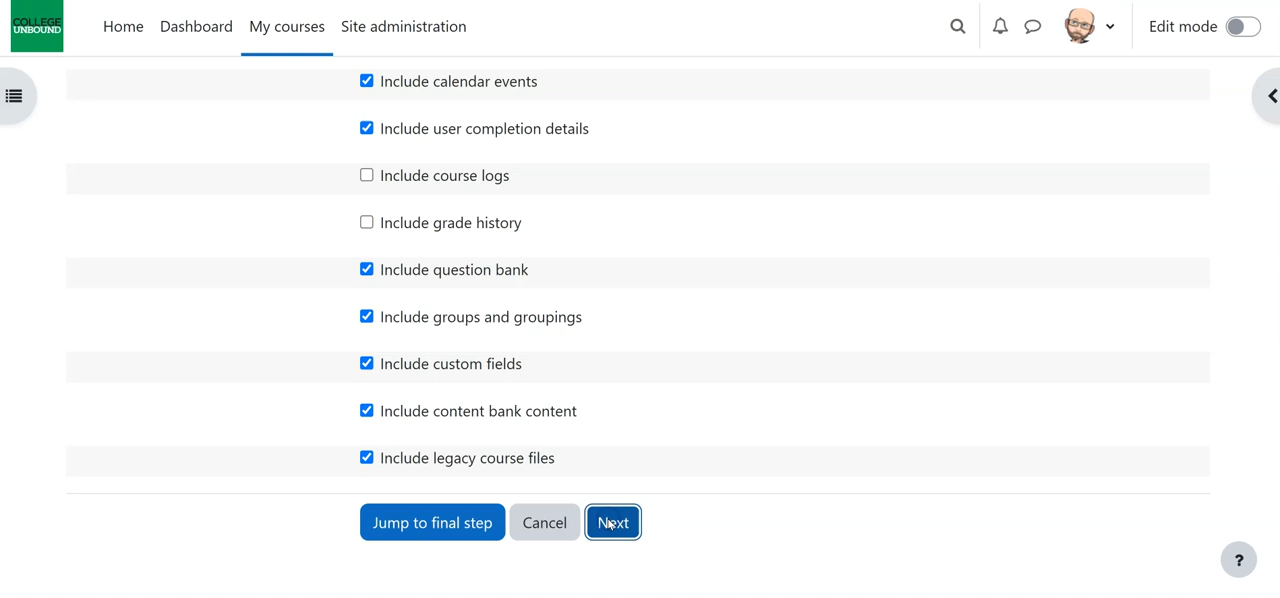 COLLEGE
UNBOUND
Home Dashboard My courses Site administration Edit mode
Include calendar events
Include user completion details
Include course logs
Include grade history
Include question bank
Include groups and groupings
Include custom fields
Include content bank content
Include legacy course files
Jump to final step Cancel Next
?